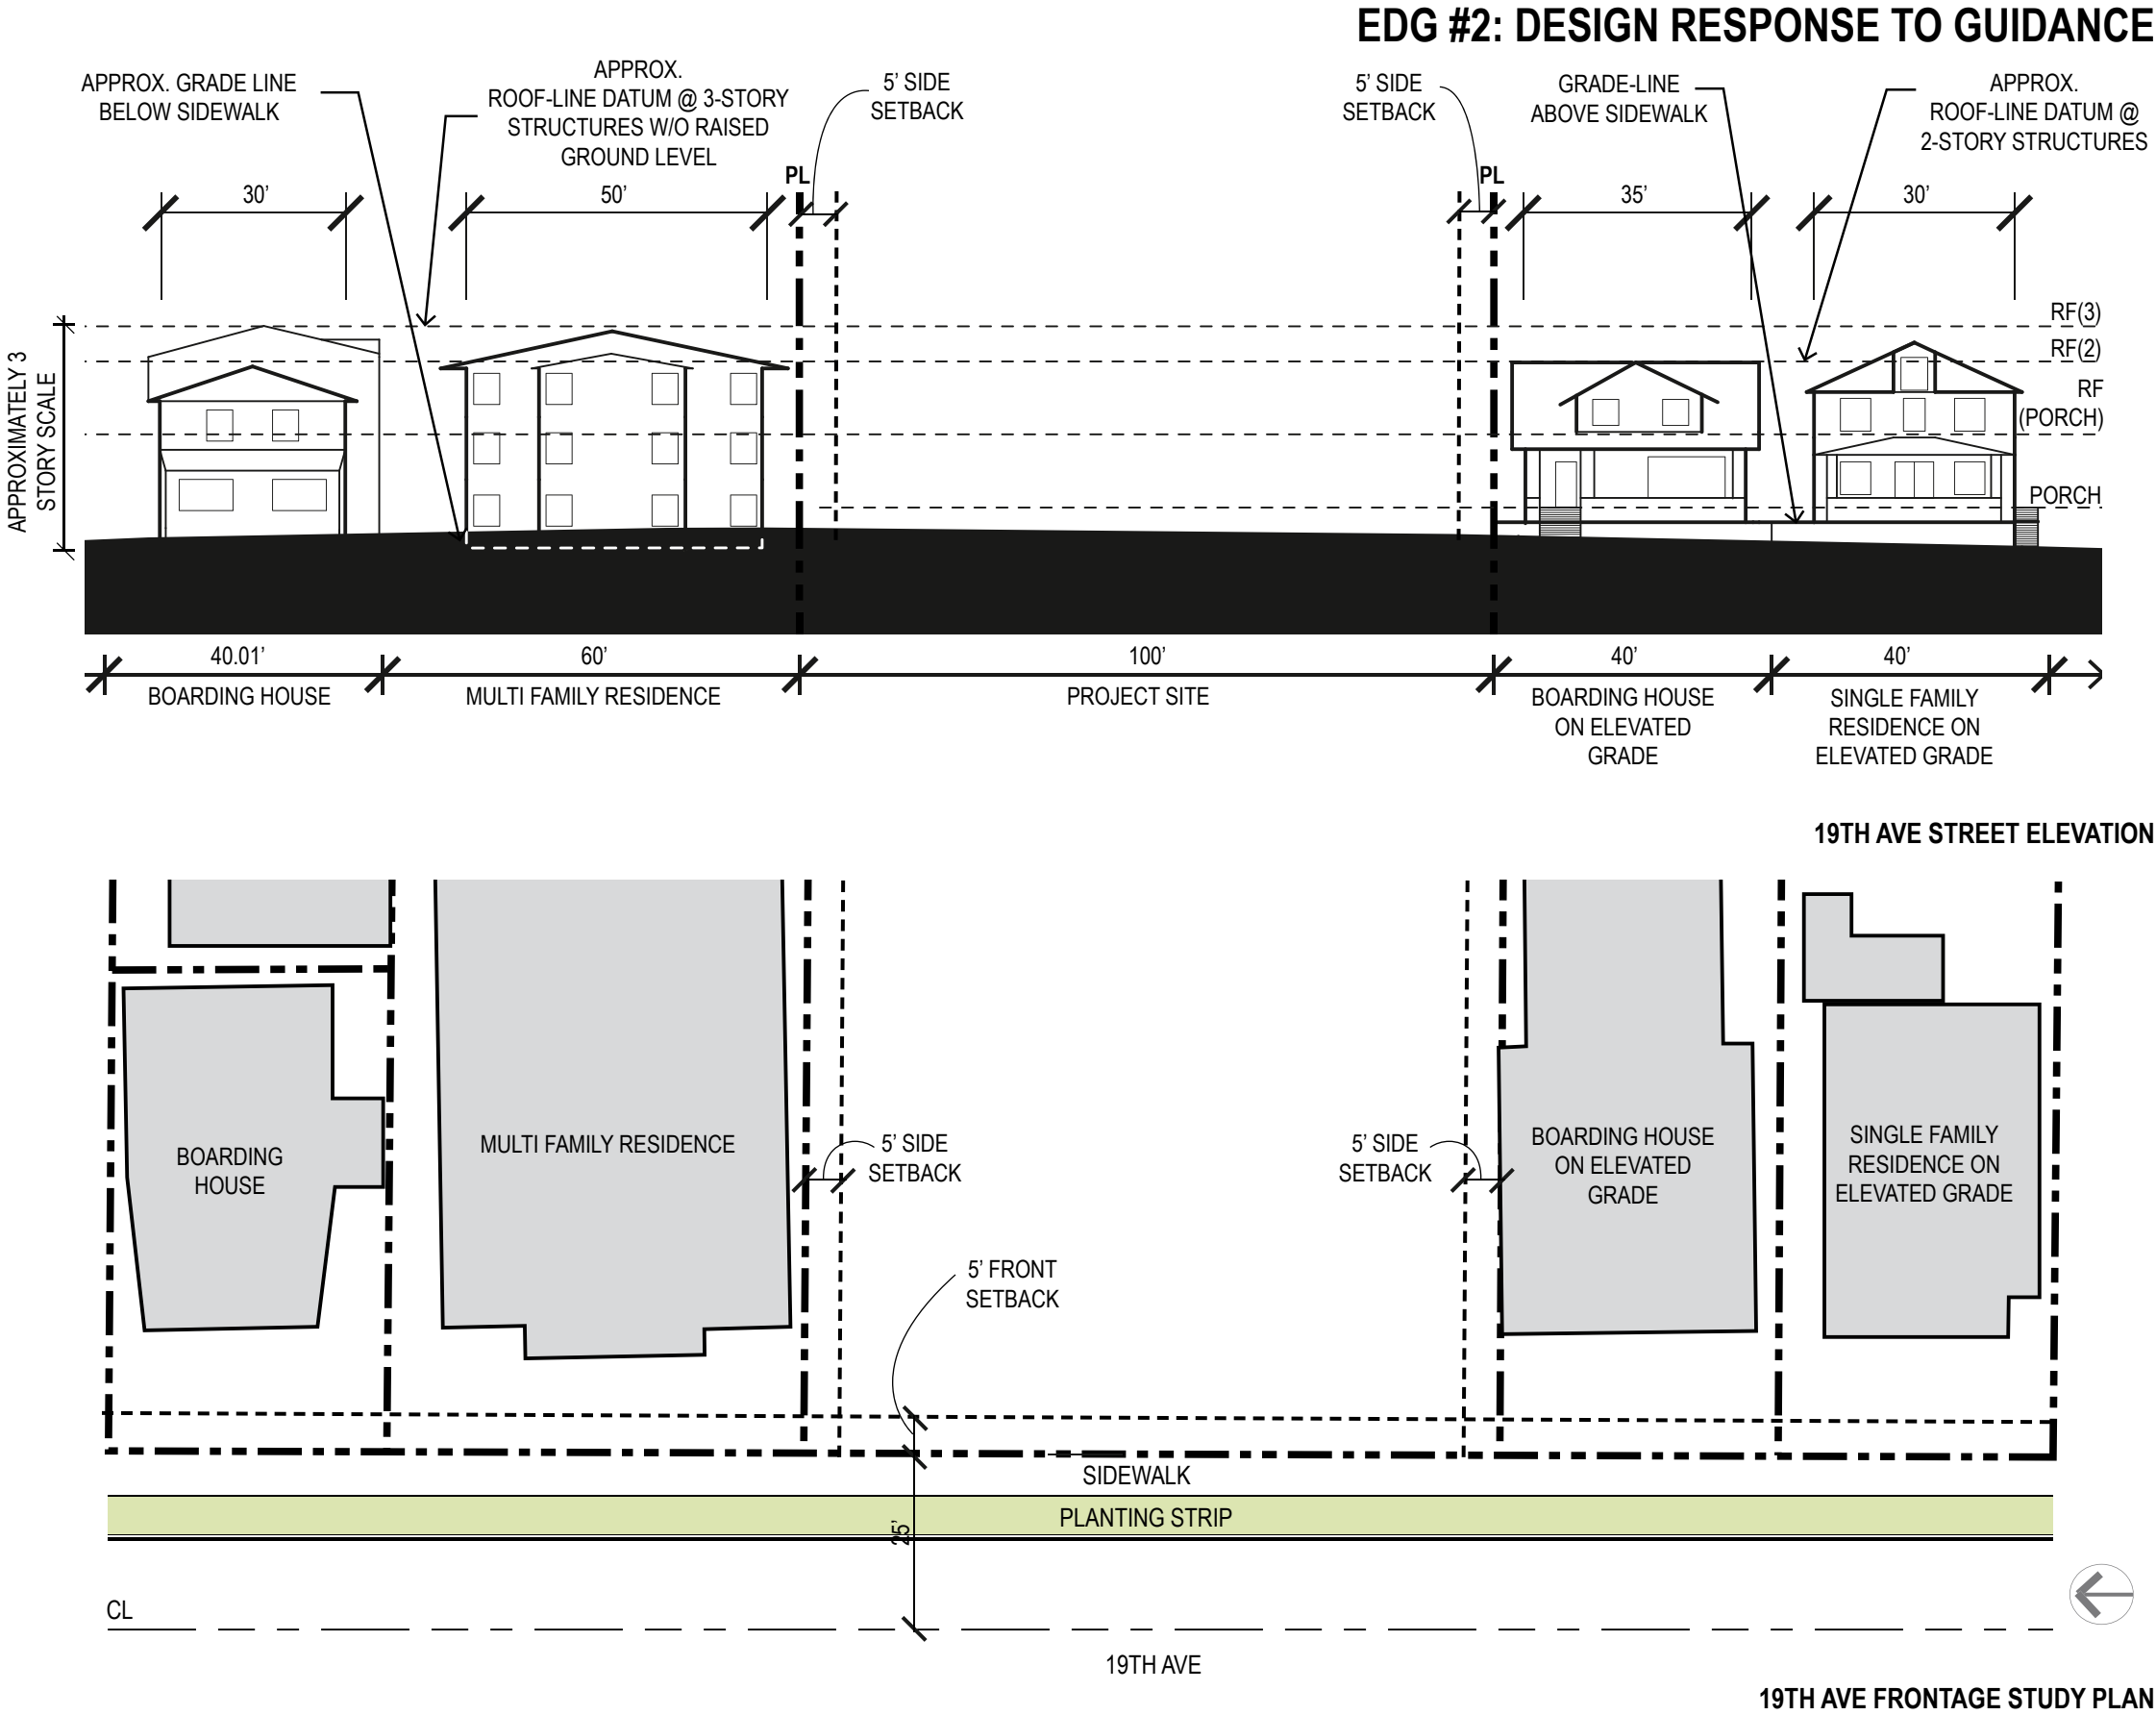 EDG #2: DESIGN RESPONSE TO GUIDANCE
APPROX. GRADE LINE
BELOW SIDEWALK
APPROX.
ROOF-LINE DATUM @ 3-STORY
STRUCTURES W/O RAISED
GROUND LEVEL
5’ SIDE
SETBACK
5’ SIDE
SETBACK
GRADE-LINE
ABOVE SIDEWALK
APPROX.
ROOF-LINE DATUM @
2-STORY STRUCTURES
PL
PL
30’
50’
35’
30’
RF(3)
RF(2)
RF
(PORCH)
PORCH
APPROXIMATELY 3
STORY SCALE
40.01’
60’
100’
40’
40’
BOARDING HOUSE
MULTI FAMILY RESIDENCE
PROJECT SITE
BOARDING HOUSE
ON ELEVATED
GRADE
SINGLE FAMILY
RESIDENCE ON
ELEVATED GRADE
19TH AVE STREET ELEVATION
BOARDING
HOUSE
MULTI FAMILY RESIDENCE
5’ SIDE
SETBACK
5’ SIDE
SETBACK
BOARDING HOUSE
ON ELEVATED
GRADE
SINGLE FAMILY
RESIDENCE ON
ELEVATED GRADE
5’ FRONT
SETBACK
SIDEWALK
PLANTING STRIP
25’
CL
19TH AVE
19TH AVE FRONTAGE STUDY PLAN